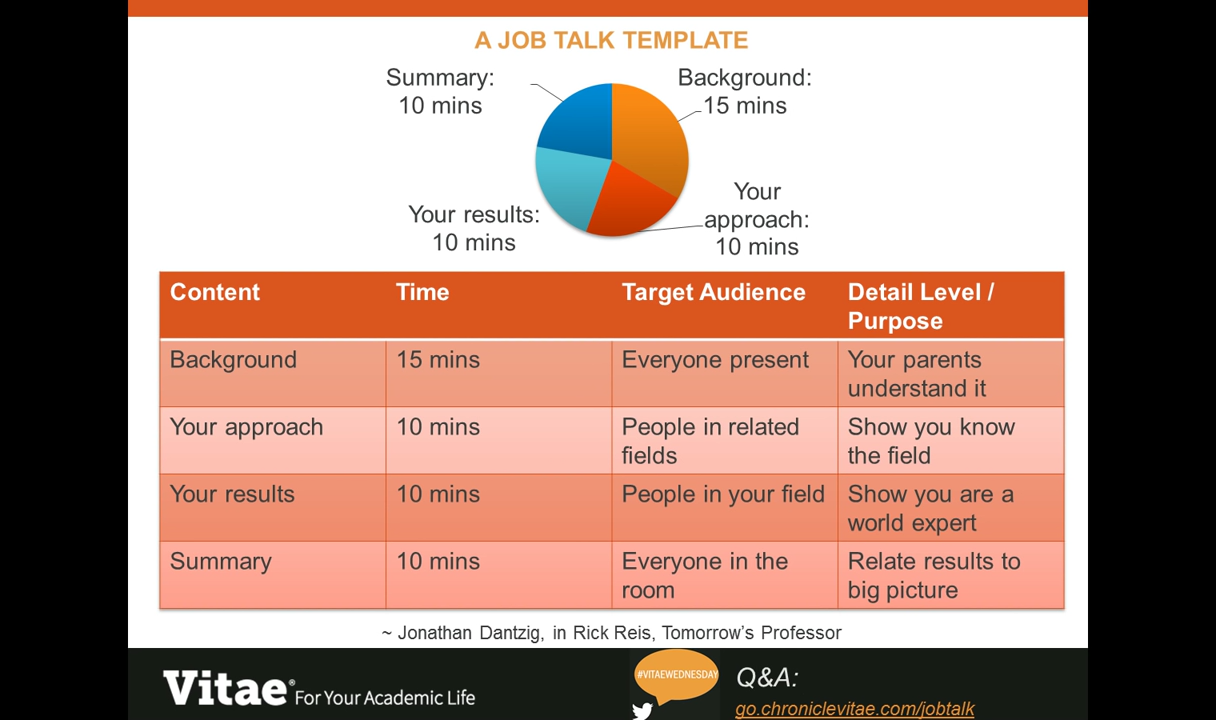 A JOB TALK TEMPLATE
Summary:
10 mins
Background:
15 mins
Your
approach:
10 mins
Your results:
10 mins
Content Time Target Audience Detail Level /
Purpose
Background 15 mins Everyone present Your parents
understand it
Your approach 10 mins People in related Show you know
fields the field
Your results 10 mins People in your field Show you are a
world expert
Summary 10 mins Everyone in the Relate results to
room big picture
~ Jonathan Dantzig, in Rick Reis, Tomorrow’s Professor
Vitae® For Your Academic Life
#VITAEWEDNESDAY
Q&A:
go.chroniclevitae.com/jobtalk